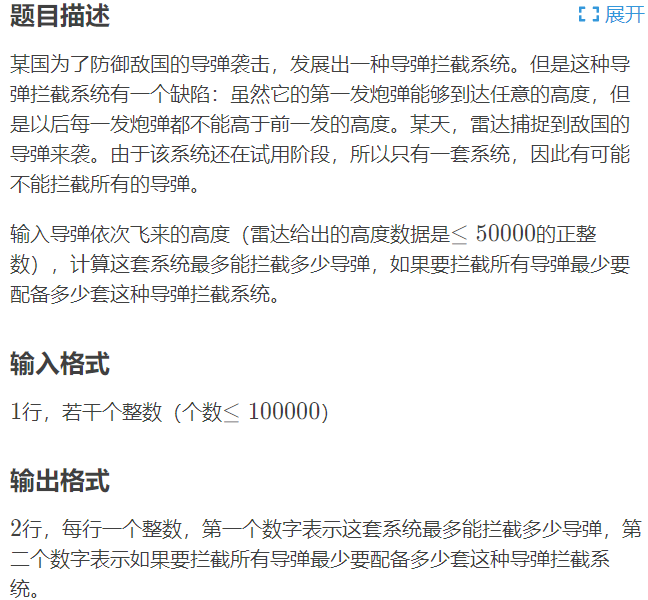 题目描述
展开
某国为了防御敌国的导弹袭击，发展出一种导弹拦截系统。但是这种导
弹拦截系统有一个缺陷：虽然它的第一发炮弹能够到达任意的高度，但
是以后每一发炮弹都不能高于前一发的高度。某天，雷达捕捉到敌国的
导弹来袭。由于该系统还在试用阶段，所以只有一套系统，因此有可能
不能拦截所有的导弹。
输入导弹依次飞来的高度（雷达给出的高度数据是≤ 50000的正整
数），计算这套系统最多能拦截多少导弹，如果要拦截所有导弹最少要
配备多少套这种导弹拦截系统。
输入格式
1行，若干个整数（个数≤ 100000）
输出格式
2行，每行一个整数，第一个数字表示这套系统最多能拦截多少导弹，第
二个数字表示如果要拦截所有导弹最少要配备多少套这种导弹拦截系
统。